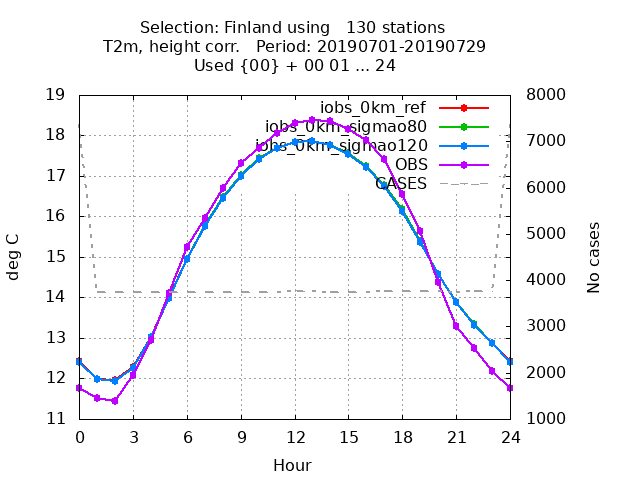 Selection: Finland using   130 stations
T2m, height corr.   Period: 20190701-20190729
Used {00} + 00 01 ... 24
iobs_0km_ref
iobs_0km_sigmao80
iobs_0km_sigmao120
OBS
CASES
19
18
17
16
15
14
13
12
11
deg C
8000
7000
6000
5000
4000
3000
2000
1000
No cases
0 3 6 9 12 15 18 21 24
Hour